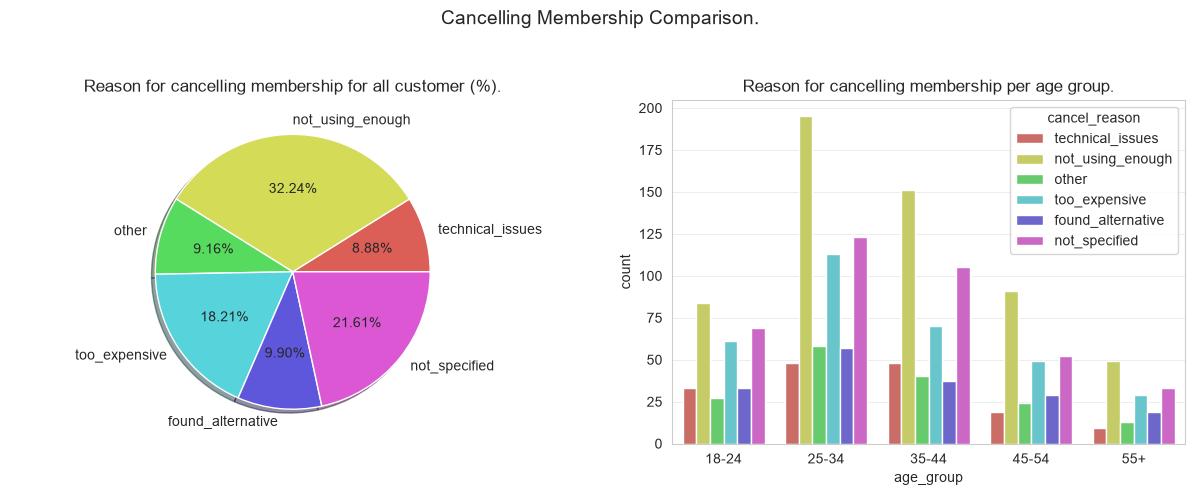 Cancelling Membership Comparison.
Reason for cancelling membership for all customer (%).
not_using_enough
32.24%
other
9.16%
technical_issues
8.88%
18.21%
too_expensive
9.90%
found_alternative
21.61%
not_specified
Reason for cancelling membership per age group.
cancel_reason
technical_issues
not_using_enough
other
too_expensive
found_alternative
not_specified
count
200
175
150
125
100
75
50
25
0
18-24
25-34
35-44
45-54
55+
age_group